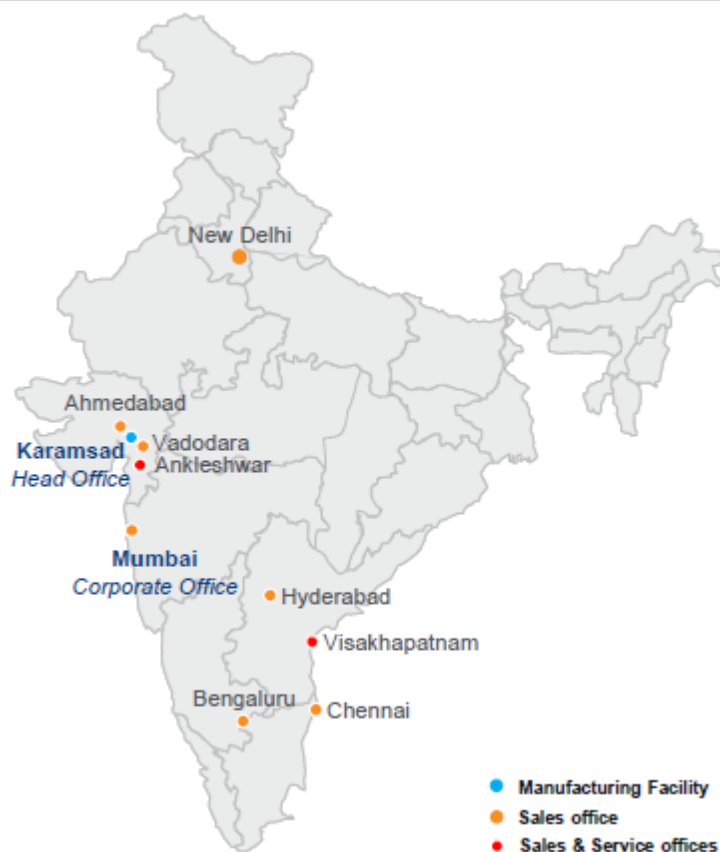 New Delhi
Ahmedabad
Karamsad
Head Office
Vadodara
Ankleshwar
Mumbai
Corporate Office
Hyderabad
Visakhapatnam
Bengaluru
Chennai
Manufacturing Facility
Sales office
Sales & Service offices